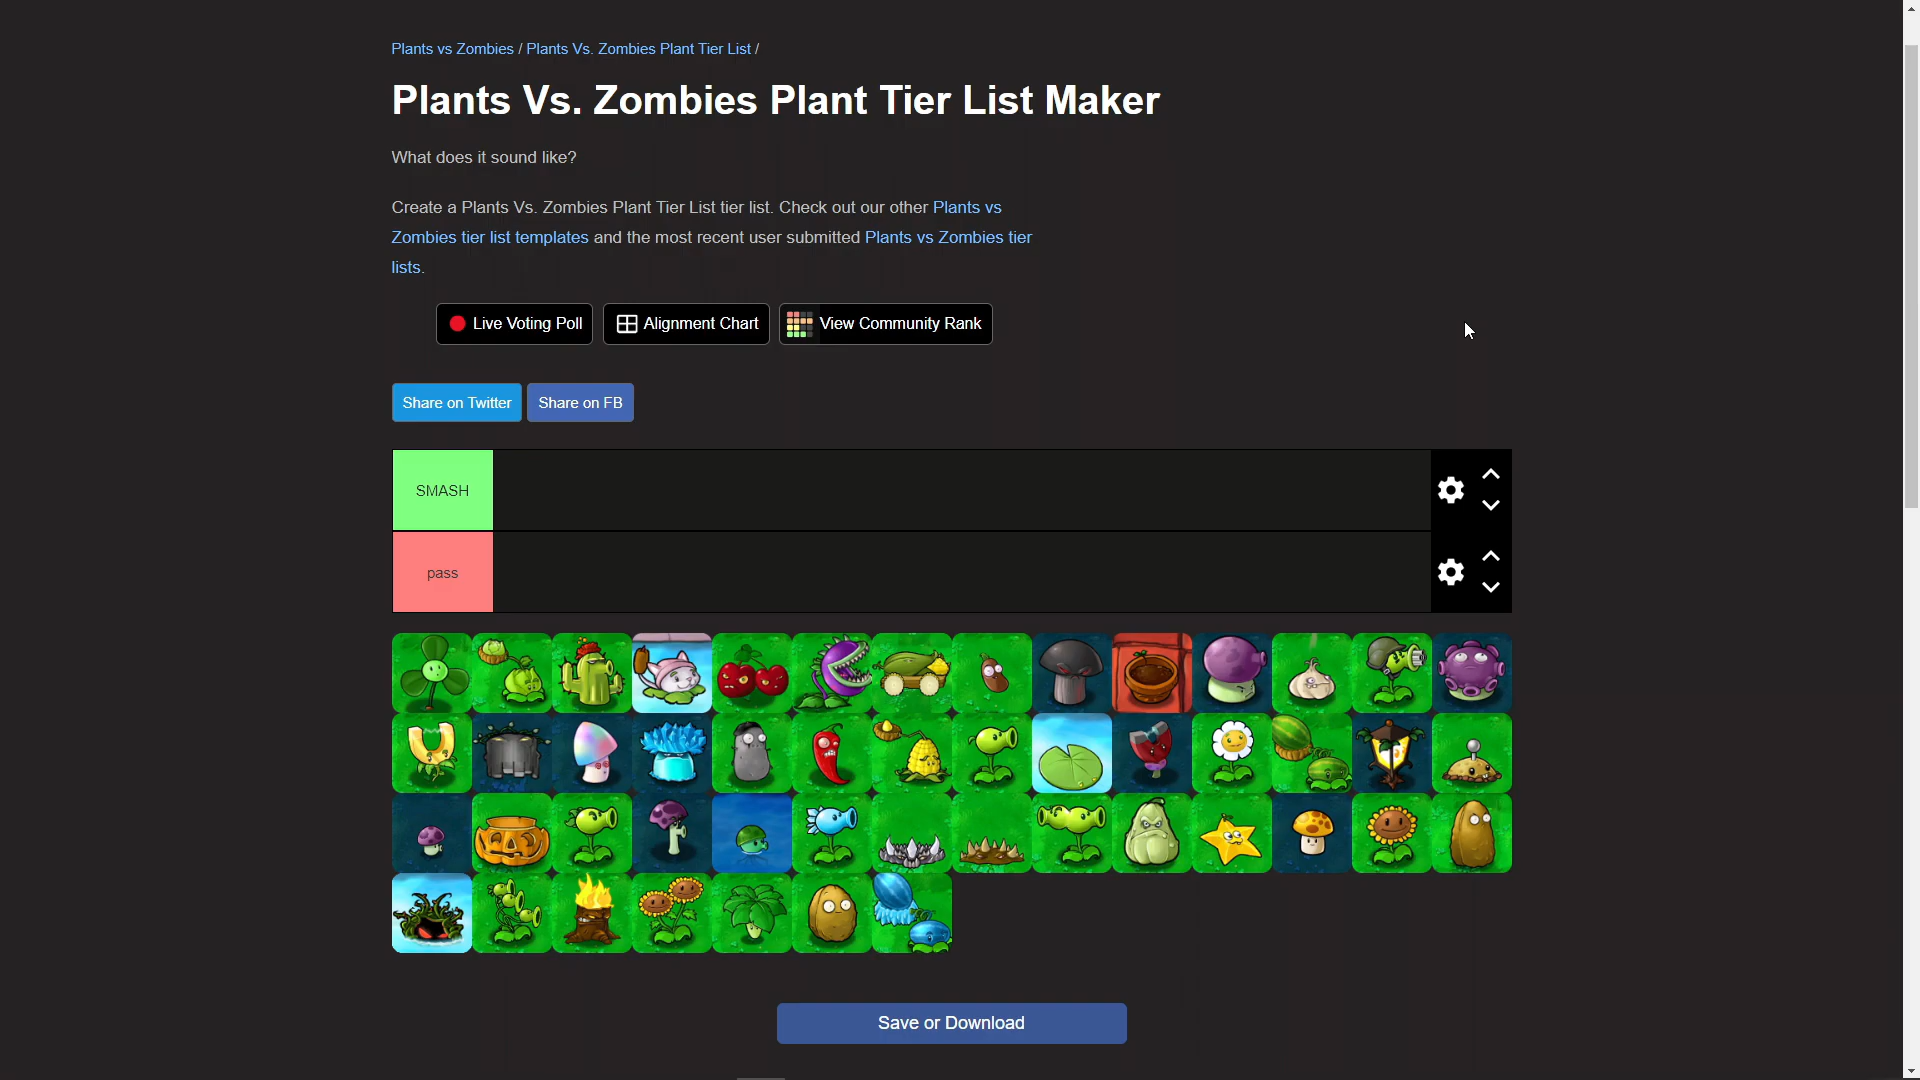 Plants vs Zombies / Plants Vs. Zombies Plant Tier List /
Plants Vs. Zombies Plant Tier List Maker
What does it sound like?
Create a Plants Vs. Zombies Plant Tier List tier list. Check out our other Plants vs
Zombies tier list templates and the most recent user submitted Plants vs Zombies tier
lists.
Live Voting Poll
Alignment Chart
View Community Rank
Share on Twitter
Share on FB
SMASH
pass
Save or Download